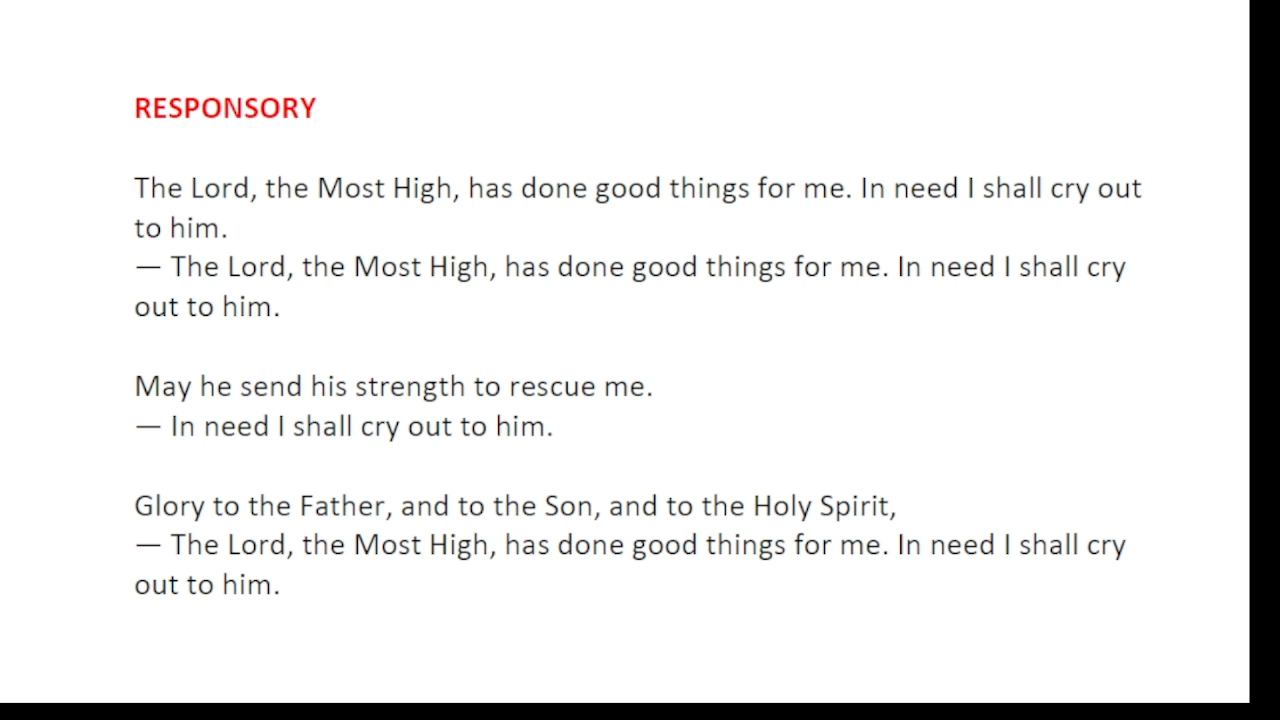 RESPONSORY
The Lord, the Most High, has done good things for me. In need I shall cry out
to him.
— The Lord, the Most High, has done good things for me. In need I shall cry
out to him.
May he send his strength to rescue me.
— In need I shall cry out to him.
Glory to the Father, and to the Son, and to the Holy Spirit,
— The Lord, the Most High, has done good things for me. In need I shall cry
out to him.